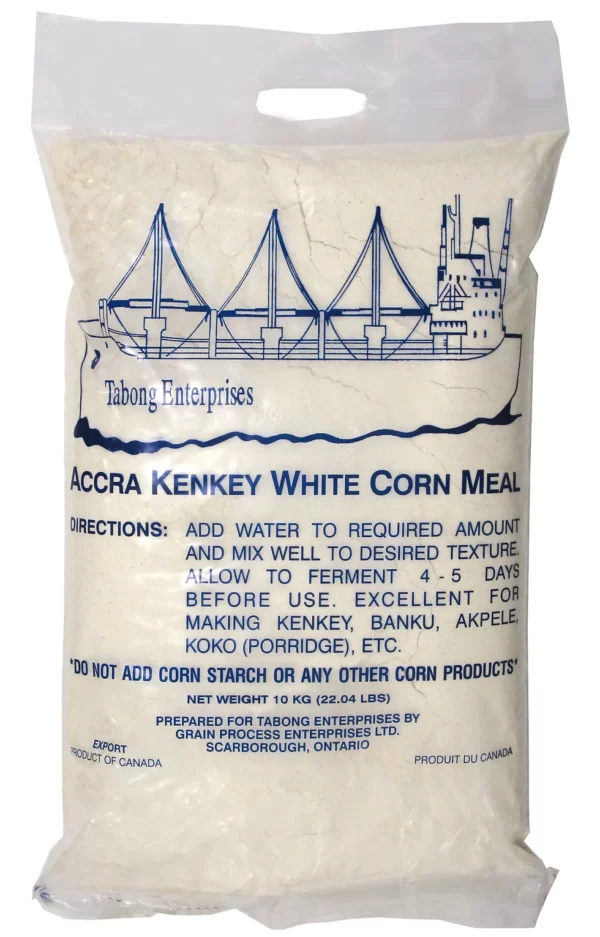 Tabong Enterprises
ACCRA KENKEY WHITE CORN MEAL
DIRECTIONS: ADD WATER TO REQUIRED AMOUNT
AND MIX WELL TO DESIRED TEXTURE.
ALLOW TO FERMENT 4 - 5 DAYS
BEFORE USE. EXCELLENT FOR
MAKING KENKEY, BANKU, AKPELE,
KOKO (PORRIDGE), ETC.
*DO NOT ADD CORN STARCH OR ANY OTHER CORN PRODUCTS*
NET WEIGHT 10 KG (22.04 LBS)
PREPARED FOR TABONG ENTERPRISES BY
GRAIN PROCESS ENTERPRISES LTD.
SCARBOROUGH, ONTARIO
EXPORT
PRODUCT OF CANADA
PRODUIT DU CANADA